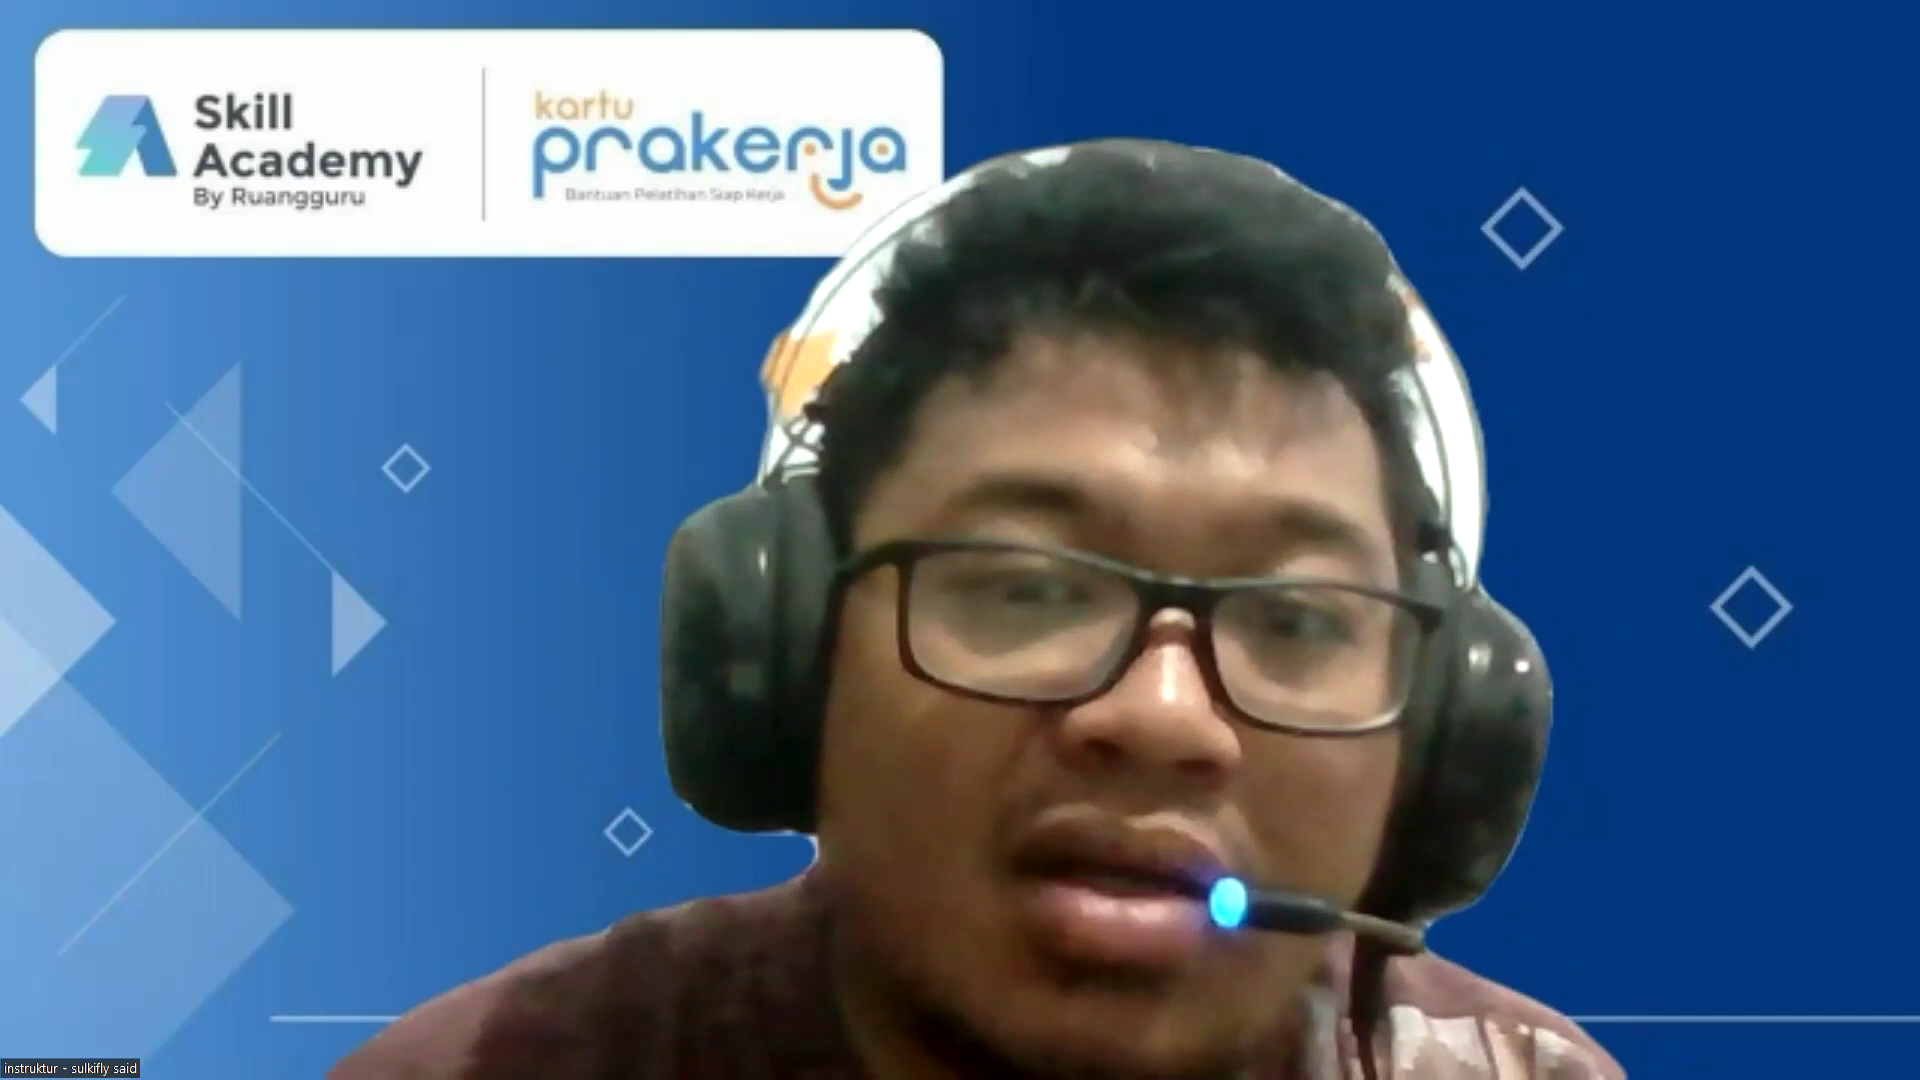 Skill
Academy
By Ruangguru
kartu
prakerja
Bantuan Pelatihan Siap Kerja
instruktur - sulkifly said